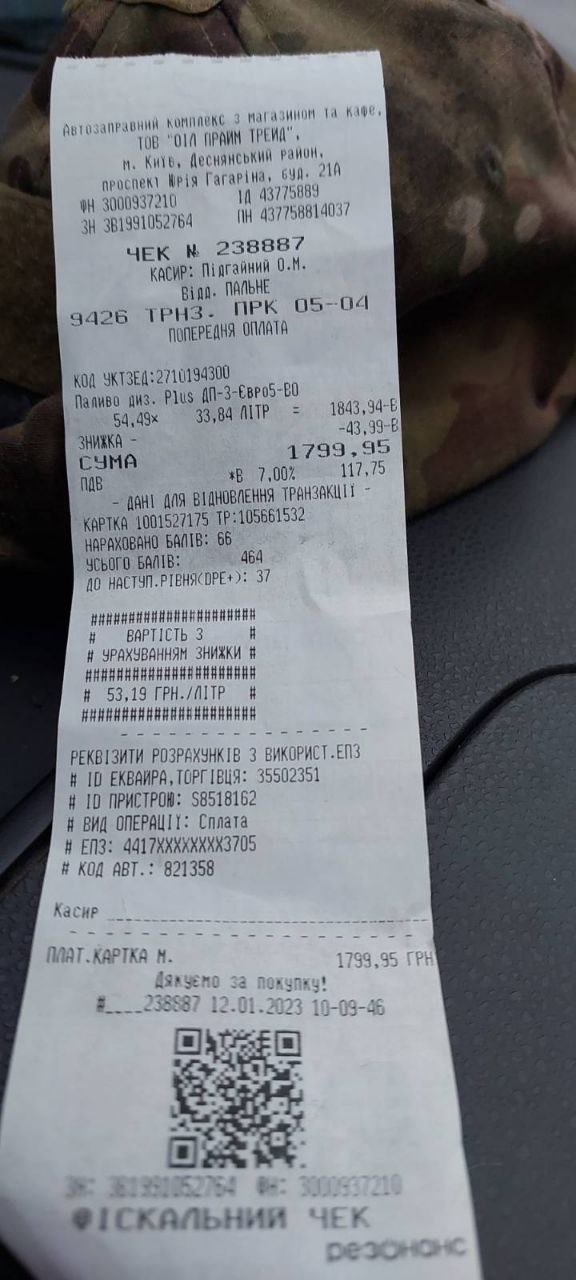 Автозаправний комплекс з магазином та кафе,
ТОВ "ОІЛ ПРАЙМ ТРЕЙД",
м. Київ, Деснянський район,
проспект Юрія Гагаріна, буд. 21А
ФН 3000937210 ІД 43775889
ЗН ЗВ1991052764 ПН 437758814037
ЧЕК № 238887
КАСИР: Підгайний О.М.
Відд. ПАЛЬНЕ
9426 ТРНЗ. ПРК 05-04
ПОПЕРЕДНЯ ОПЛАТА
КОД УКТЗЕД:2710194300
Паливо диз. Plus ДП-З-Євро5-В0
54,49× 33,84 ЛІТР = 1843,94-В
ЗНИЖКА - -43,99-В
СУМА 1799,95
ПДВ *В 7,00% 117,75
- ДАНІ ДЛЯ ВІДНОВЛЕННЯ ТРАНЗАКЦІЇ -
КАРТКА 1001527175 ТР:105661532
НАРАХОВАНО БАЛІВ: 66
УСЬОГО БАЛІВ: 464
ДО НАСТУП.РІВНЯ(DPE+): 37
######################
# ВАРТІСТЬ З #
# УРАХУВАННЯМ ЗНИЖКИ #
######################
# 53,19 ГРН./ЛІТР #
######################
РЕКВІЗИТИ РОЗРАХУНКІВ З ВИКОРИСТ.ЕПЗ
# ID ЕКВАЙРА,ТОРГІВЦЯ: 35502351
# ID ПРИСТРОЮ: S8518162
# ВИД ОПЕРАЦІЇ: Сплата
# ЕПЗ: 4417XXXXXXXX3705
# КОД АВТ.: 821358
Касир
ПЛАТ.КАРТКА М. 1799,95 ГРН
Дякуємо за покупку!
#____238887 12.01.2023 10-09-46
ЗН: ЗВ1991052764 ФН: 3000937210
ФІСКАЛЬНИЙ ЧЕК
резонанс